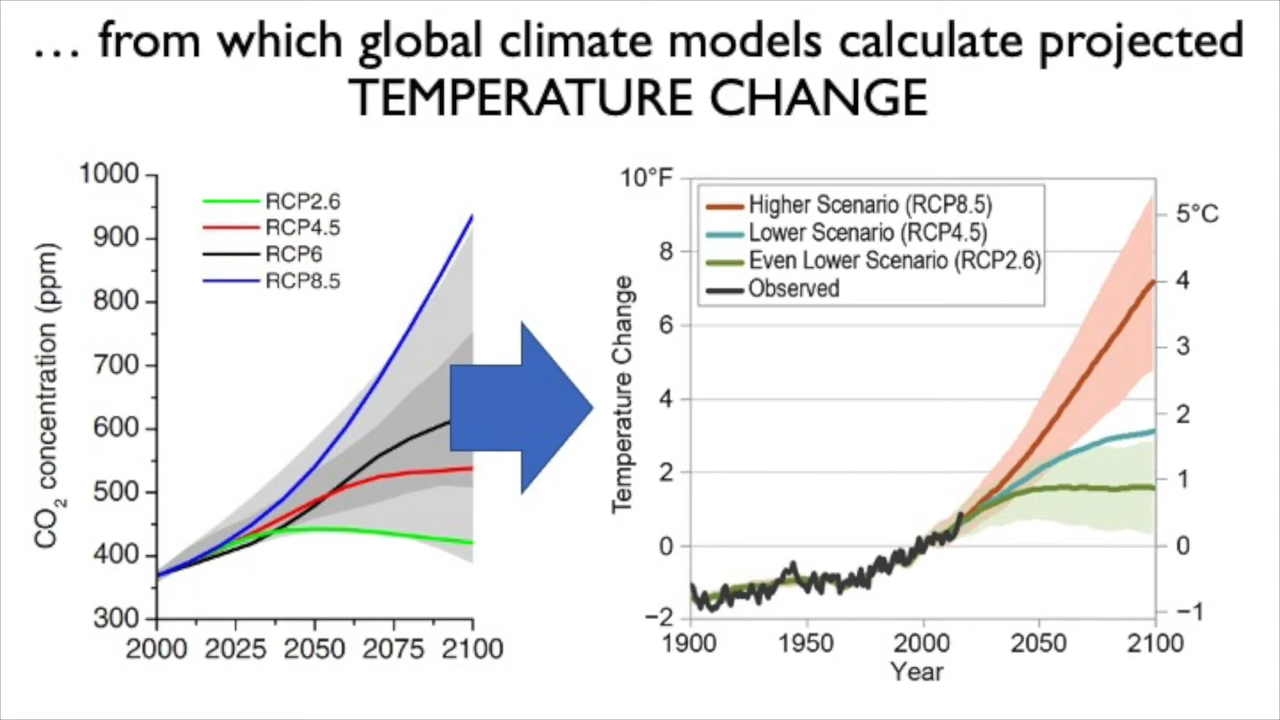 … from which global climate models calculate projected
TEMPERATURE CHANGE
1000
900
800
700
600
500
400
300
CO2 concentration (ppm)
RCP2.6
RCP4.5
RCP6
RCP8.5
2000 2025 2050 2075 2100
10°F
8
6
4
2
0
−2
Temperature Change
Higher Scenario (RCP8.5)
Lower Scenario (RCP4.5)
Even Lower Scenario (RCP2.6)
Observed
5°C
4
3
2
1
0
−1
1900 1950 2000 2050 2100
Year